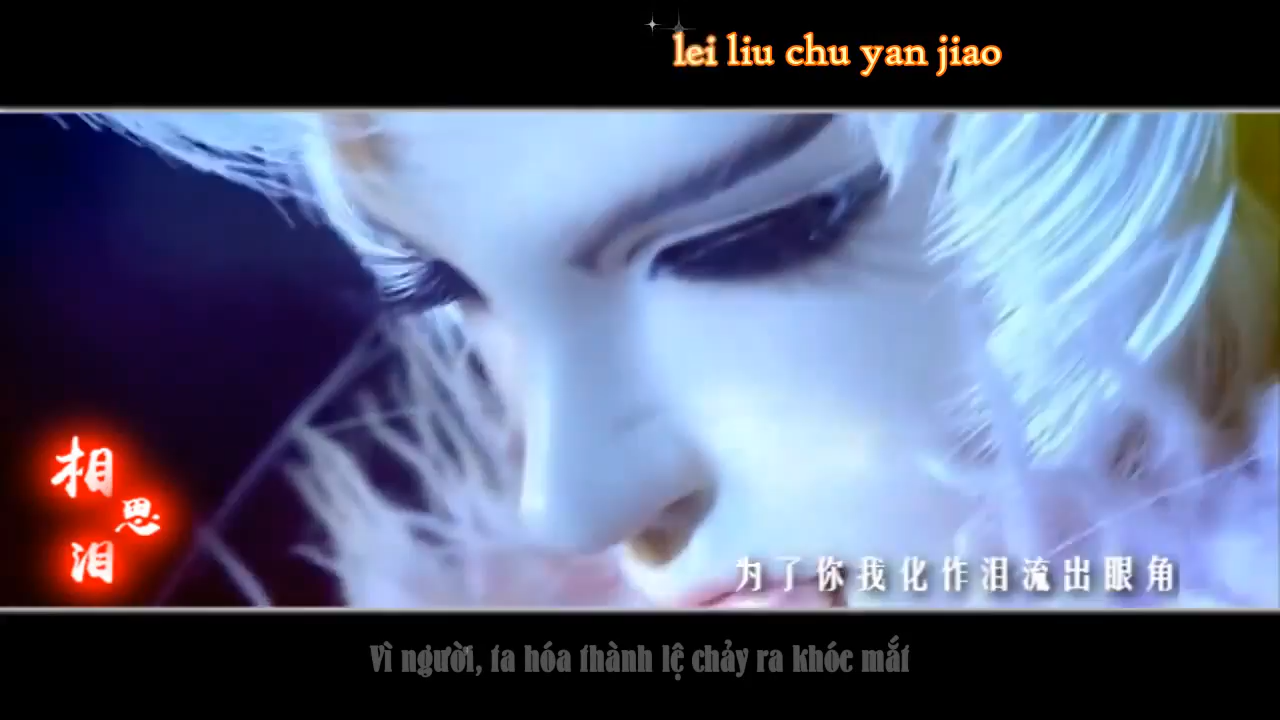 lei liu chu yan jiao
相
思
泪
为了你我化作泪流出眼角
Vì người, ta hóa thành lệ chảy ra khóe mắt